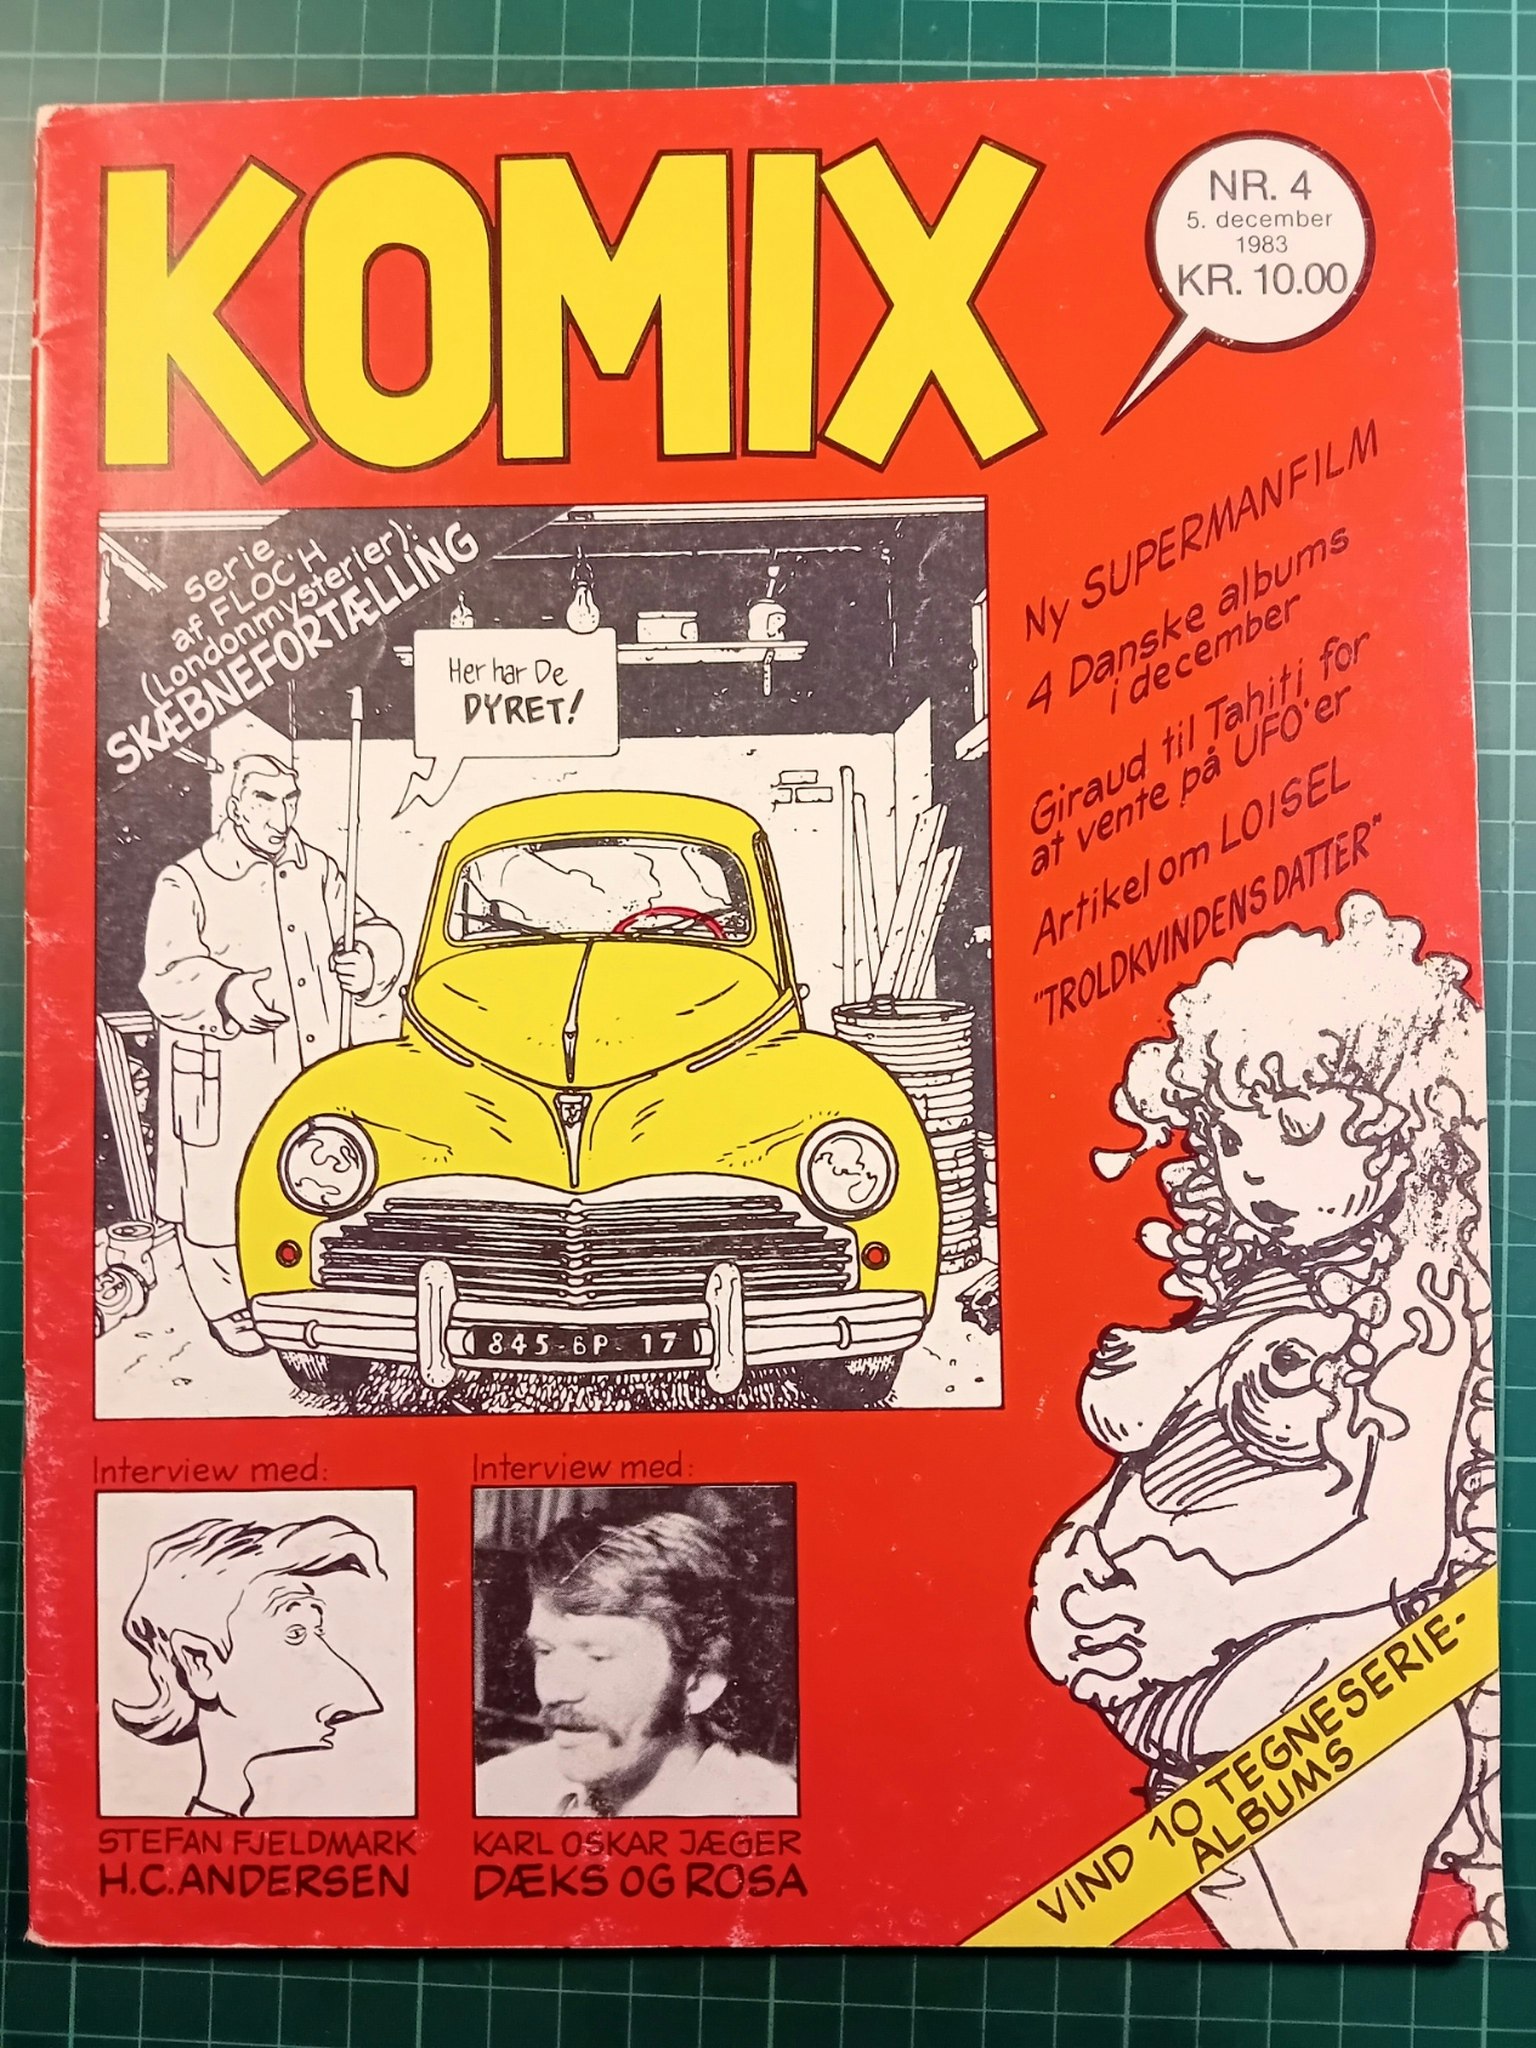 KOMIX
NR. 4
5. december
1983
KR. 10.00
serie
af FLOC'H
(Londonmysterier):
SKÆBNEFORTÆLLING
Her har De
DYRET!
845-BP-17
Ny SUPERMANFILM
4 Danske albums
i december
Giraud til Tahiti for
at vente på UFO'er
Artikel om LOISEL
"TROLDKVINDENS DATTER"
Interview med:
STEFAN FJELDMARK
H.C. ANDERSEN
Interview med:
KARL OSKAR JÆGER
DÆKS OG ROSA
VIND 10 TEGNESERIE-
ALBUMS